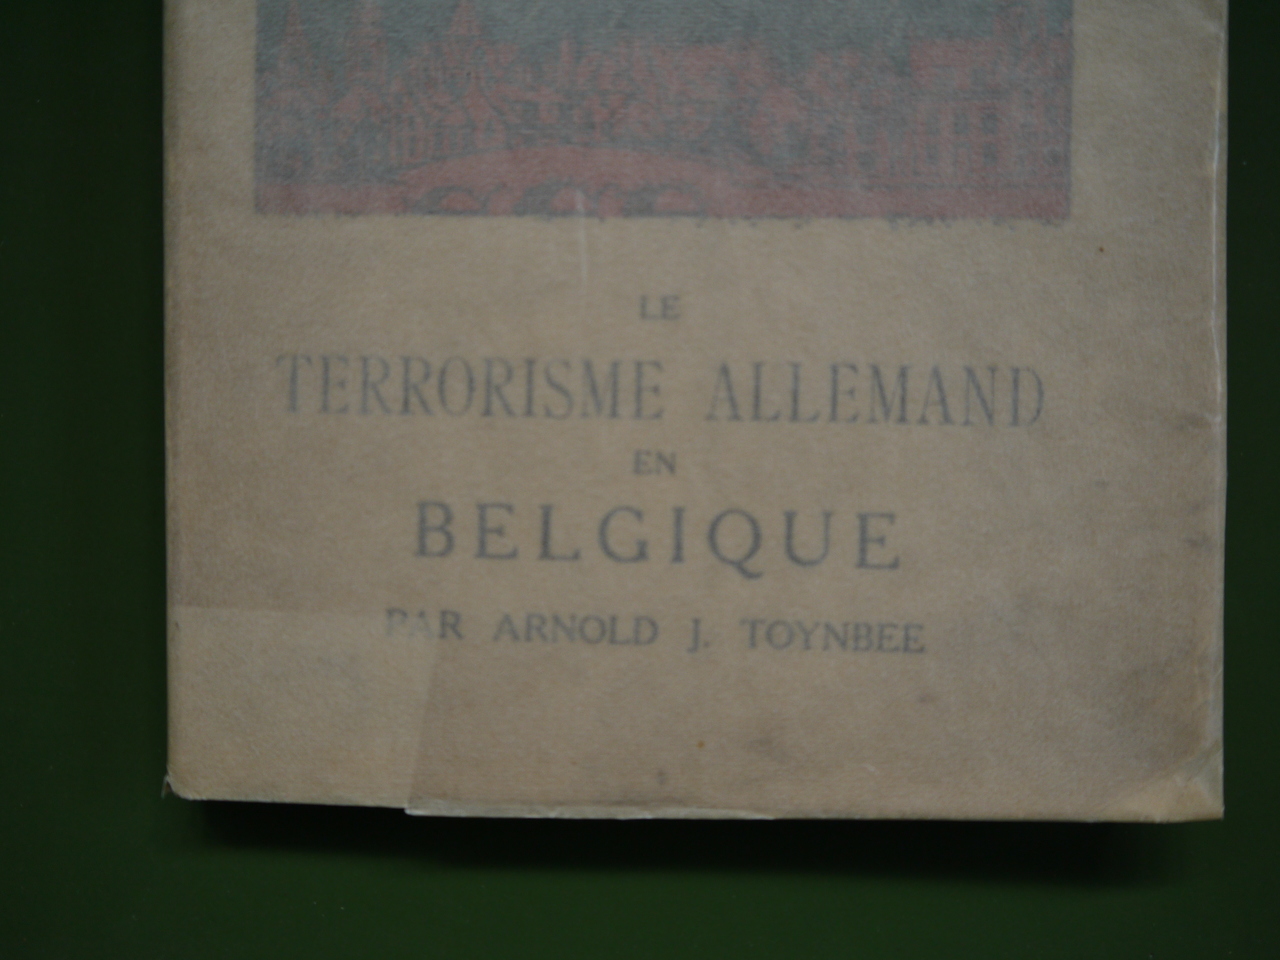 LE
TERRORISME ALLEMAND
EN
BELGIQUE
PAR ARNOLD J. TOYNBEE